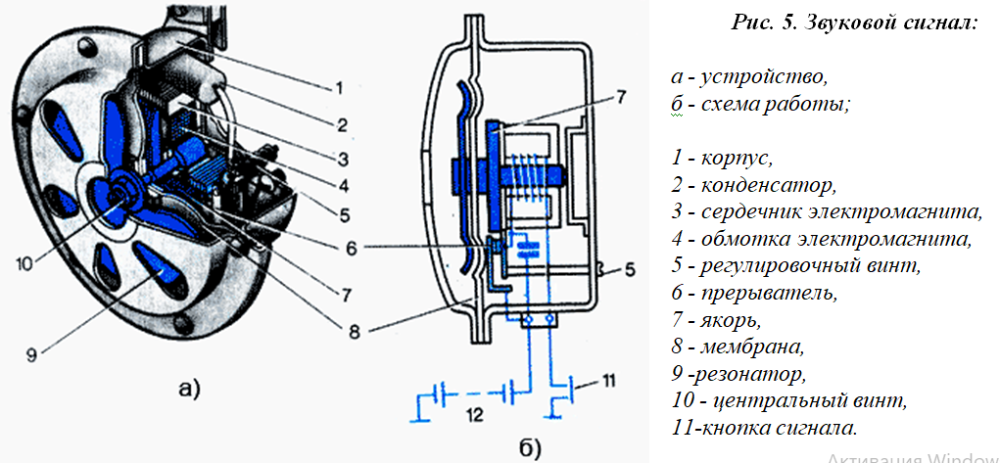 1
2
3
4
5
6
7
8
9
10
а)
7
5
8
11
12
б)
Рис. 5. Звуковой сигнал:
а - устройство,
б - схема работы;
1 - корпус,
2 - конденсатор,
3 - сердечник электромагнита,
4 - обмотка электромагнита,
5 - регулировочный винт,
6 - прерыватель,
7 - якорь,
8 - мембрана,
9 -резонатор,
10 - центральный винт,
11-кнопка сигнала.
Активация Window